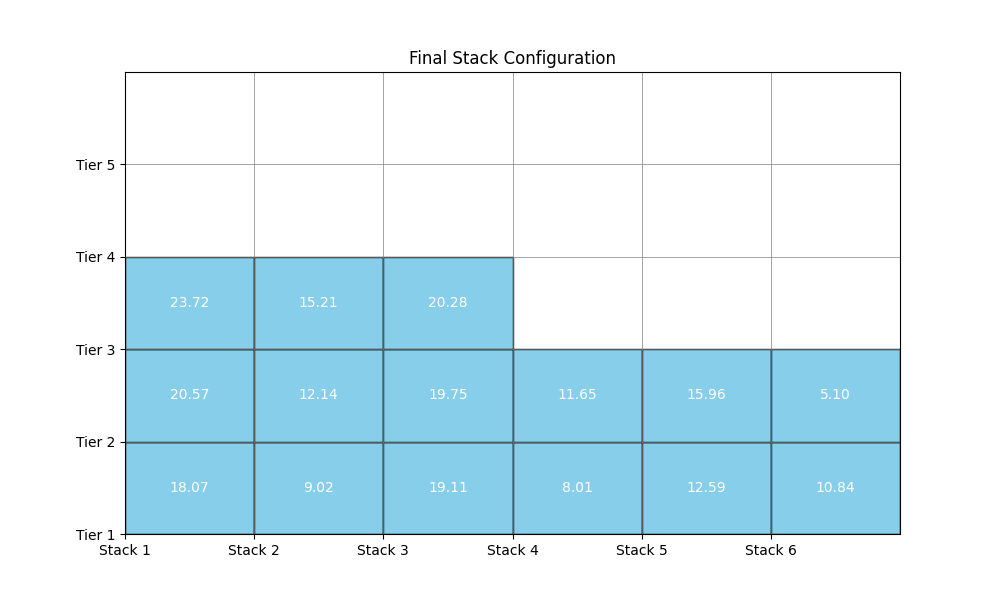 Final Stack Configuration
Tier 5
Tier 4
23.72 15.21 20.28
Tier 3
20.57 12.14 19.75 11.65 15.96 5.10
Tier 2
18.07 9.02 19.11 8.01 12.59 10.84
Tier 1
Stack 1 Stack 2 Stack 3 Stack 4 Stack 5 Stack 6